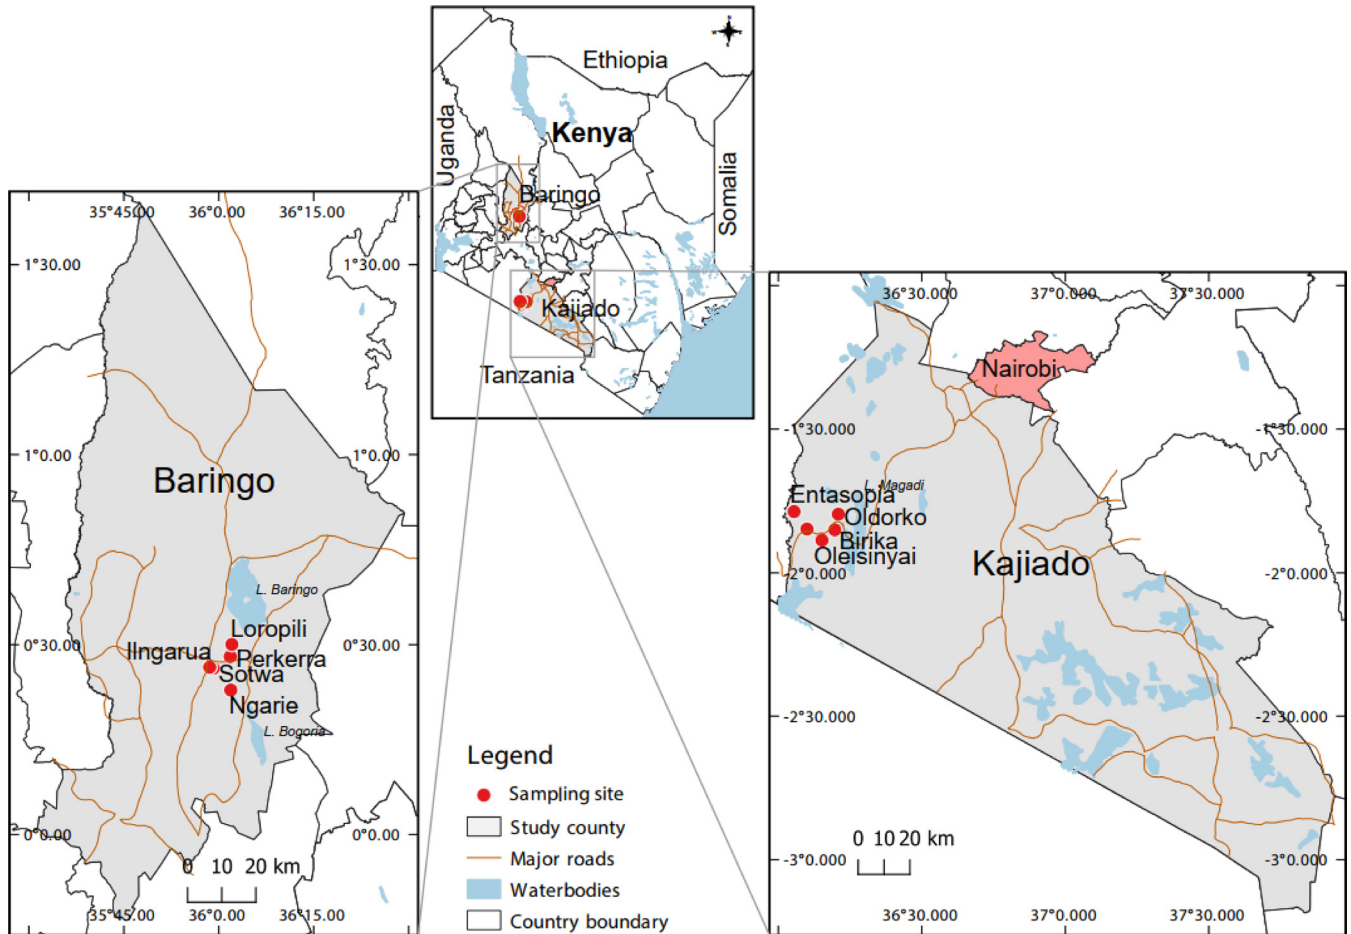 Ethiopia
Uganda
Kenya
Somalia
Baringo
Kajiado
Tanzania
N
E
S
W
35°45.00 36°0.00 36°15.00
1°30.00 1°30.00
1°0.00 1°0.00
Baringo
L. Baringo
Loropili
0°30.00 0°30.00
IIngarua
Perkerra
Sotwa
Ngarie
L. Bogoria
0°0.00 0°0.00
0 10 20 km
35°45.00 36°0.00 36°15.00
Legend
Sampling site
Study county
Major roads
Waterbodies
Country boundary
36°30.000 37°0.000 37°30.000
Nairobi
-1°30.000 -1°30.000
L. Magadi
Entasopia
Oldorko
Birika
Oleisinyai
Kajiado
-2°0.000 -2°0.000
-2°30.000 -2°30.000
0 10 20 km
-3°0.000 -3°0.000
36°30.000 37°0.000 37°30.000